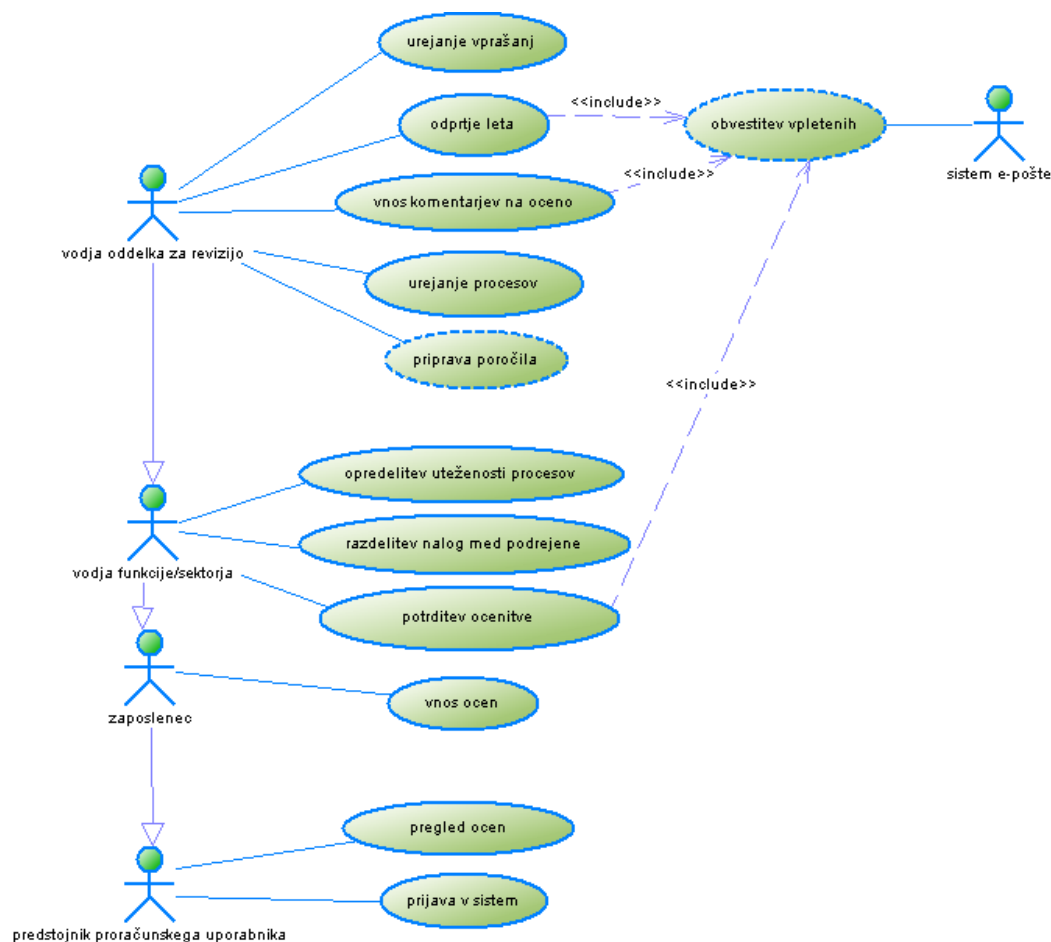 urejanje vprašanj
<<include>>
odprtje leta
obvestitev vpletenih
sistem e-pošte
<<include>>
vnos komentarjev na oceno
vodja oddelka za revizijo
urejanje procesov
priprava poročila
<<include>>
opredelitev uteženosti procesov
razdelitev nalog med podrejene
vodja funkcije/sektorja
potrditev ocenitve
vnos ocen
zaposlenec
pregled ocen
prijava v sistem
predstojnik proračunskega uporabnika